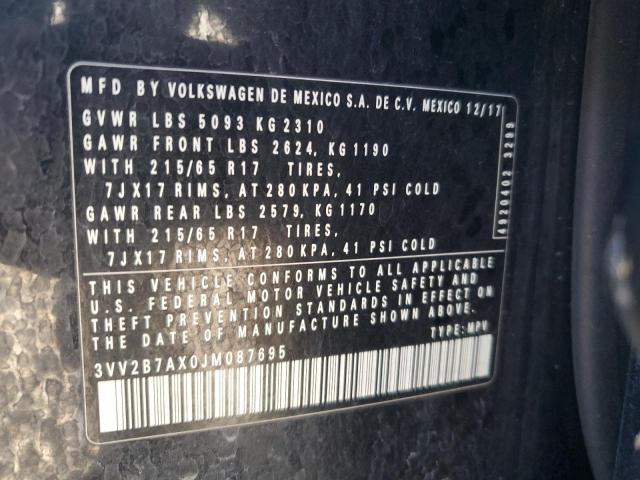 MFD BY VOLKSWAGEN DE MEXICO S.A. DE C.V. MEXICO 12/17
GVWR LBS 5093 KG 2310
GAWR FRONT LBS 2624, KG 1190
WITH 215/65 R17 TIRES,
7JX17 RIMS, AT 280 KPA, 41 PSI COLD
GAWR REAR LBS 2579, KG 1170
WITH 215/65 R17 TIRES,
7JX17 RIMS, AT 280 KPA, 41 PSI COLD
THIS VEHICLE CONFORMS TO ALL APPLICABLE
U.S. FEDERAL MOTOR VEHICLE SAFETY AND
THEFT PREVENTION STANDARDS IN EFFECT ON
THE DATE OF MANUFACTURE SHOWN ABOVE.
TYPE: MPV
3VV2B7AX0JM087695
4920402 3299